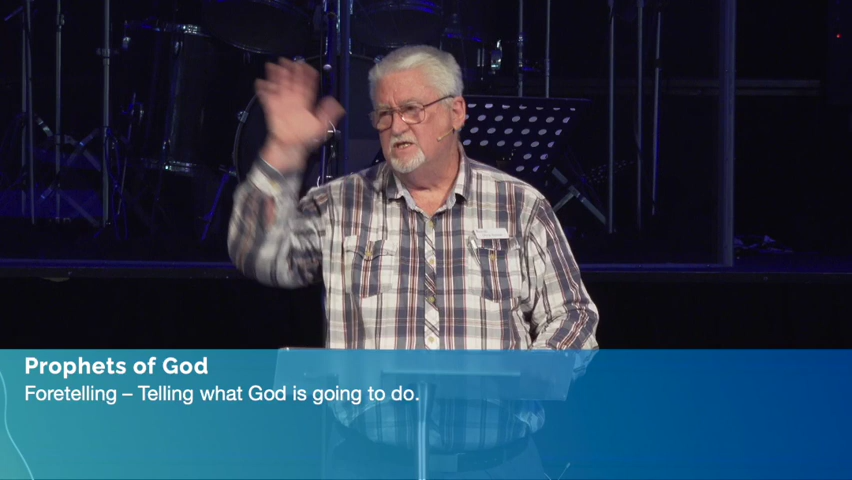 Prophets of God
Foretelling – Telling what God is going to do.